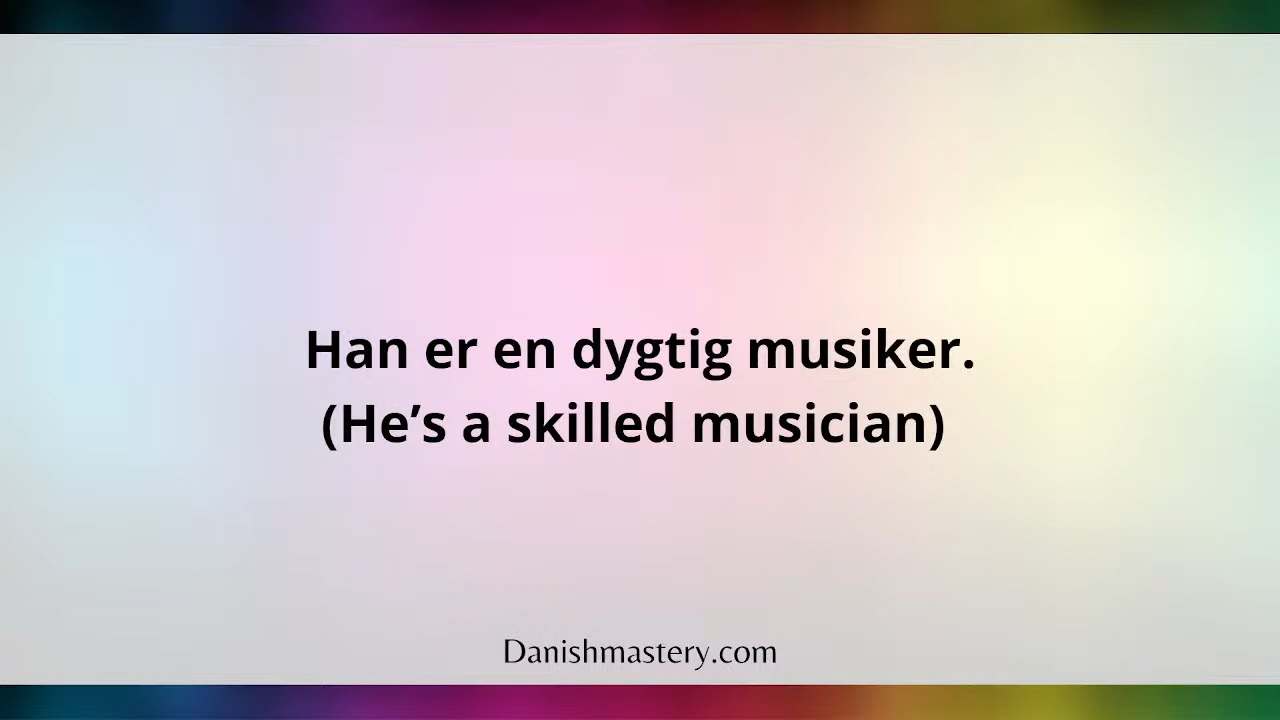 Han er en dygtig musiker.
(He’s a skilled musician)
Danishmastery.com